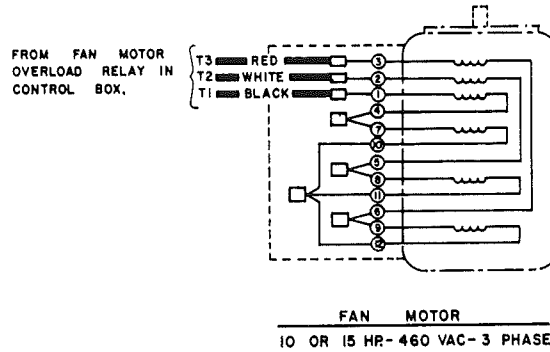 FROM FAN MOTOR
OVERLOAD RELAY IN
CONTROL BOX.
T3 RED 3
T2 WHITE 2
T1 BLACK 1
4
7
10
5
8
11
6
9
12
FAN MOTOR
10 OR 15 HP.-460 VAC-3 PHASE